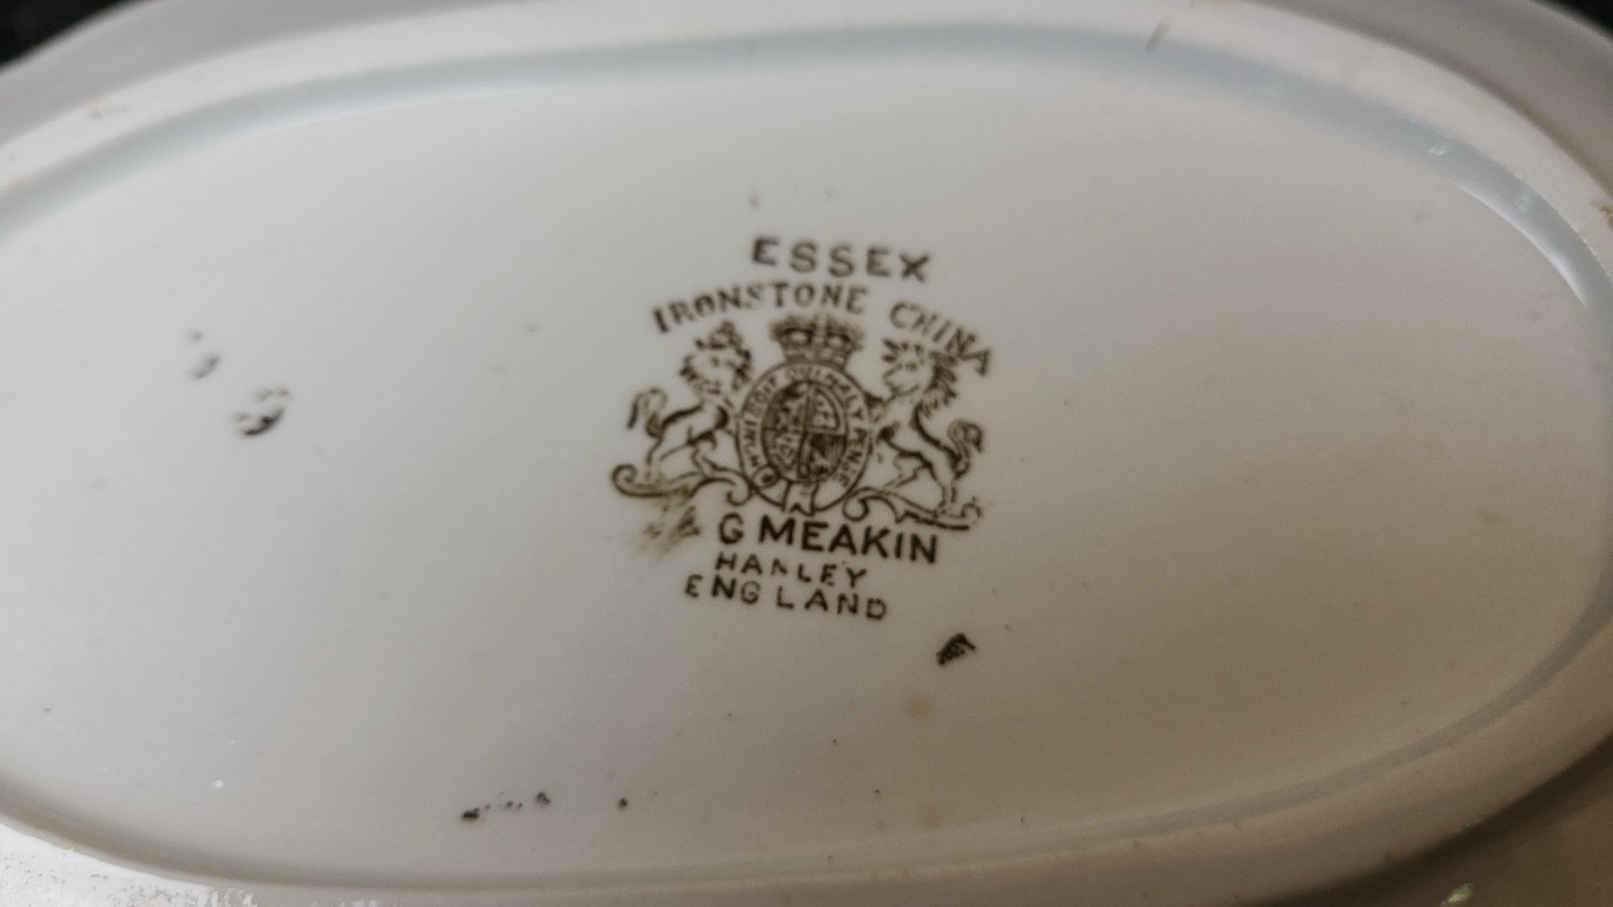 ESSEX
IRONSTONE CHINA
G MEAKIN
HANLEY
ENGLAND